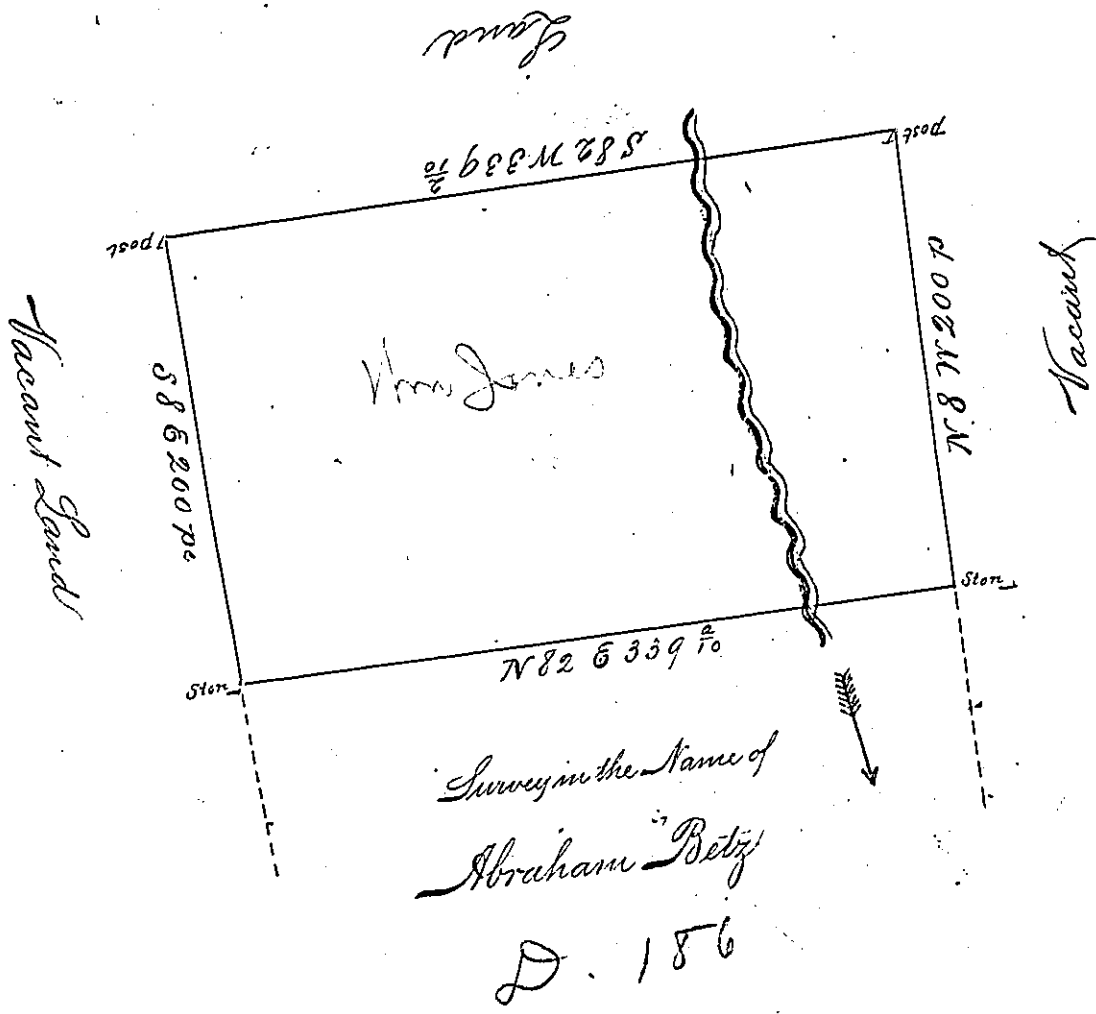 Land
S 82 W 339 2/10
post
post
N 8 W 200 p
Vacant
Vacant Land
S 8 E 200 pe
Wm Jones
Ston
Ston
N 82 E 339 2/10
Survey in the Name of
Abraham Betz
D. 186